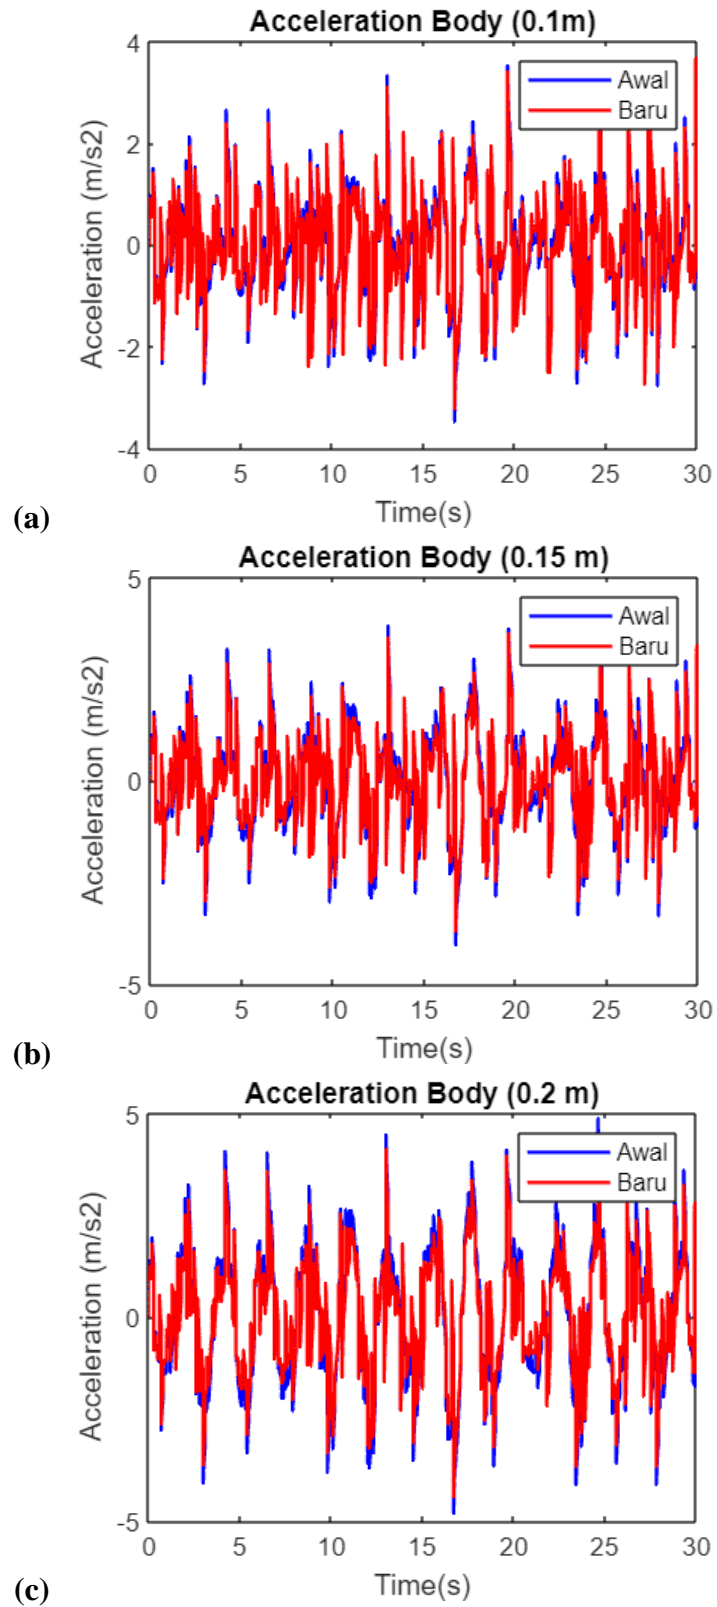 Acceleration Body (0.1m)
Acceleration (m/s2)
4
2
0
-2
-4
Awal
Baru
0 5 10 15 20 25 30
Time(s)
(a)
Acceleration Body (0.15 m)
Acceleration (m/s2)
5
0
-5
Awal
Baru
0 5 10 15 20 25 30
Time(s)
(b)
Acceleration Body (0.2 m)
Acceleration (m/s2)
5
0
-5
Awal
Baru
0 5 10 15 20 25 30
Time(s)
(c)